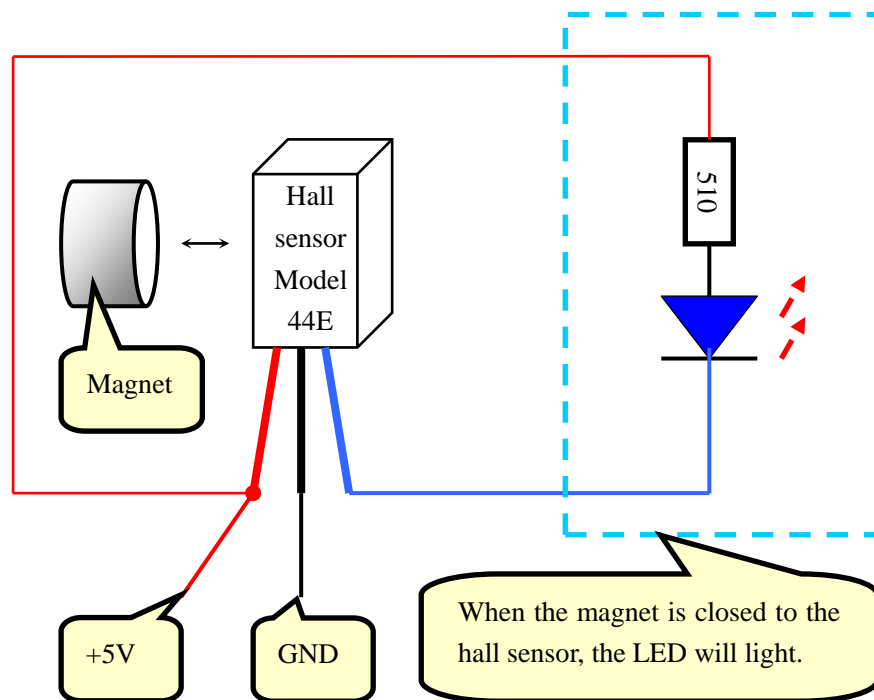 510
Hall
sensor
Model
44E
Magnet
+5V
GND
When the magnet is closed to the
hall sensor, the LED will light.